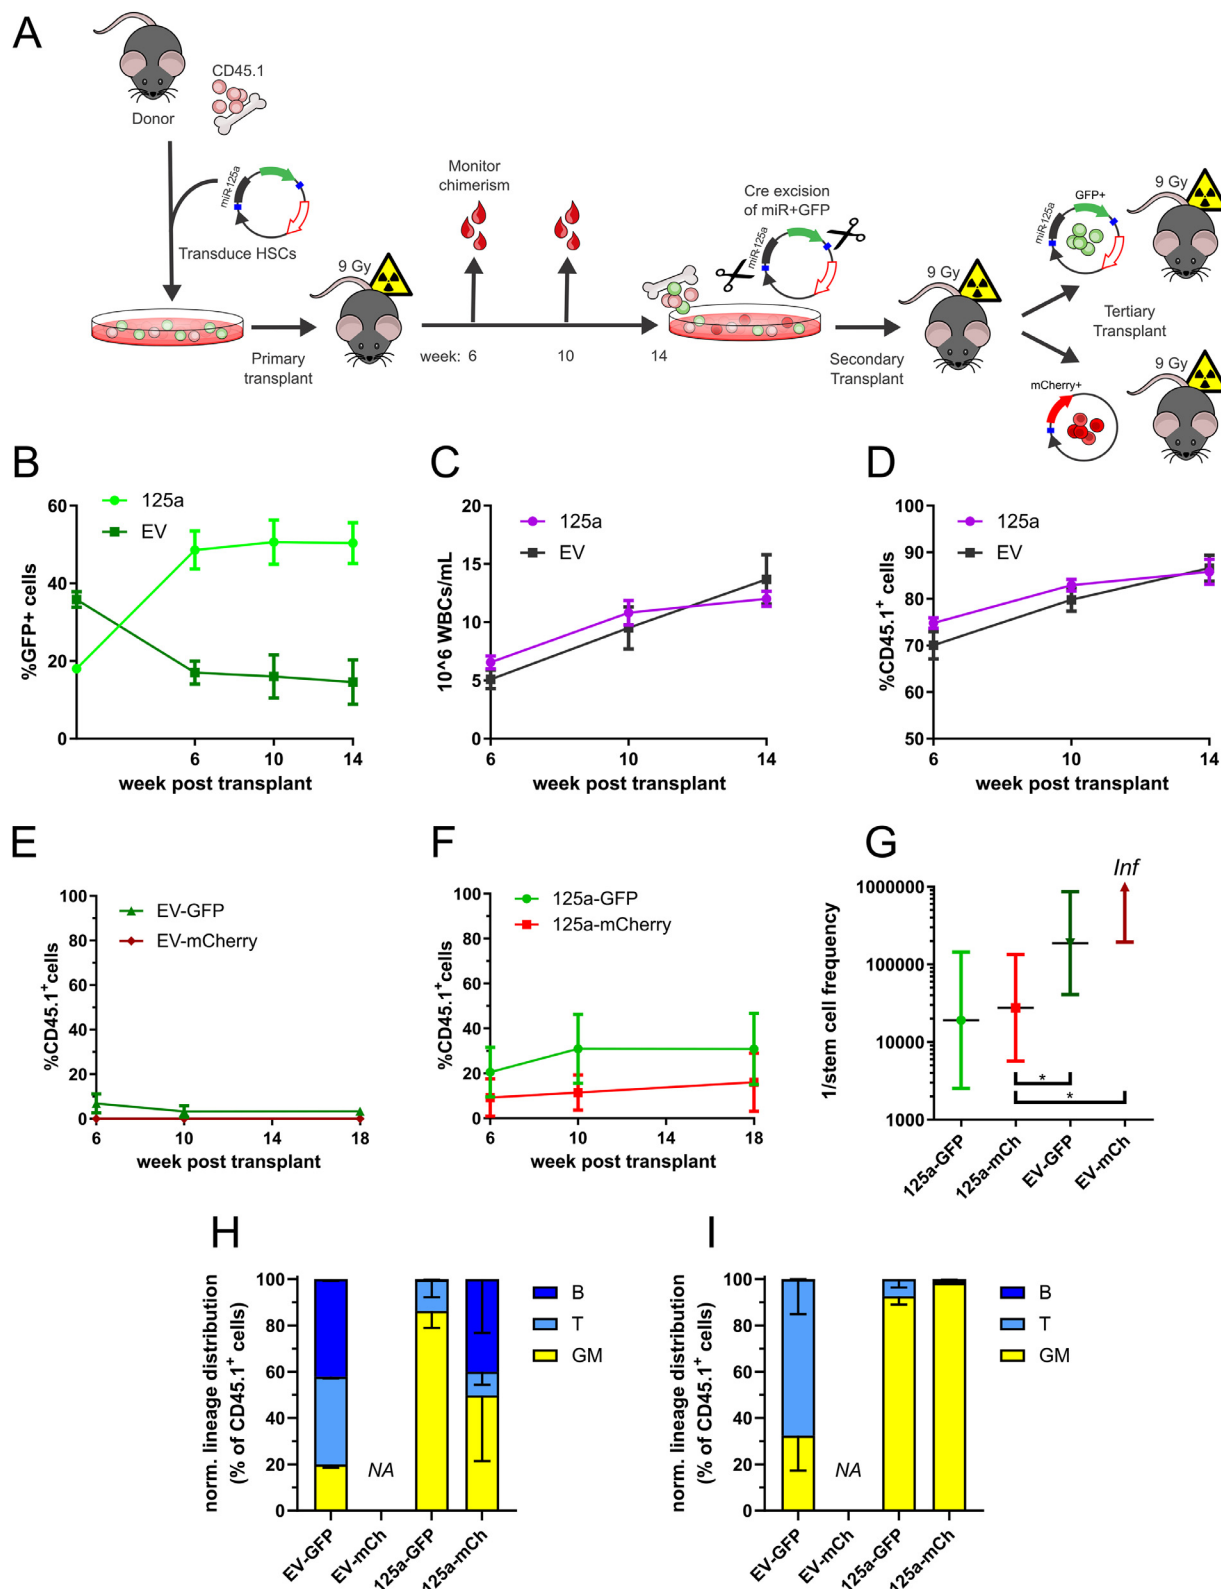 A
CD45.1
Donor
miR-125a
Transduce HSCs
9 Gy
Primary
transplant
Monitor
chimerism
week: 6
10
14
Cre excision
of miR+GFP
miR-125a
9 Gy
Secondary
Transplant
miR-125a
GFP+
9 Gy
Tertiary
Transplant
mCherry+
9 Gy
B
125a
EV
%GFP+ cells
60
40
20
0
6
10
14
week post transplant
C
125a
EV
10^6 WBCs/mL
20
15
10
5
0
6
10
14
week post transplant
D
125a
EV
%CD45.1+ cells
100
90
80
70
60
50
6
10
14
week post transplant
E
EV-GFP
EV-mCherry
%CD45.1+cells
100
80
60
40
20
0
6
10
14
18
week post transplant
F
125a-GFP
125a-mCherry
%CD45.1+cells
100
80
60
40
20
0
6
10
14
18
week post transplant
G
Inf
1/stem cell frequency
1000000
100000
10000
1000
*
*
125a-GFP
125a-mCh
EV-GFP
EV-mCh
H
norm. lineage distribution
(% of CD45.1+ cells)
100
80
60
40
20
0
NA
B
T
GM
EV-GFP
EV-mCh
125a-GFP
125a-mCh
I
norm. lineage distribution
(% of CD45.1+ cells)
100
80
60
40
20
0
NA
B
T
GM
EV-GFP
EV-mCh
125a-GFP
125a-mCh